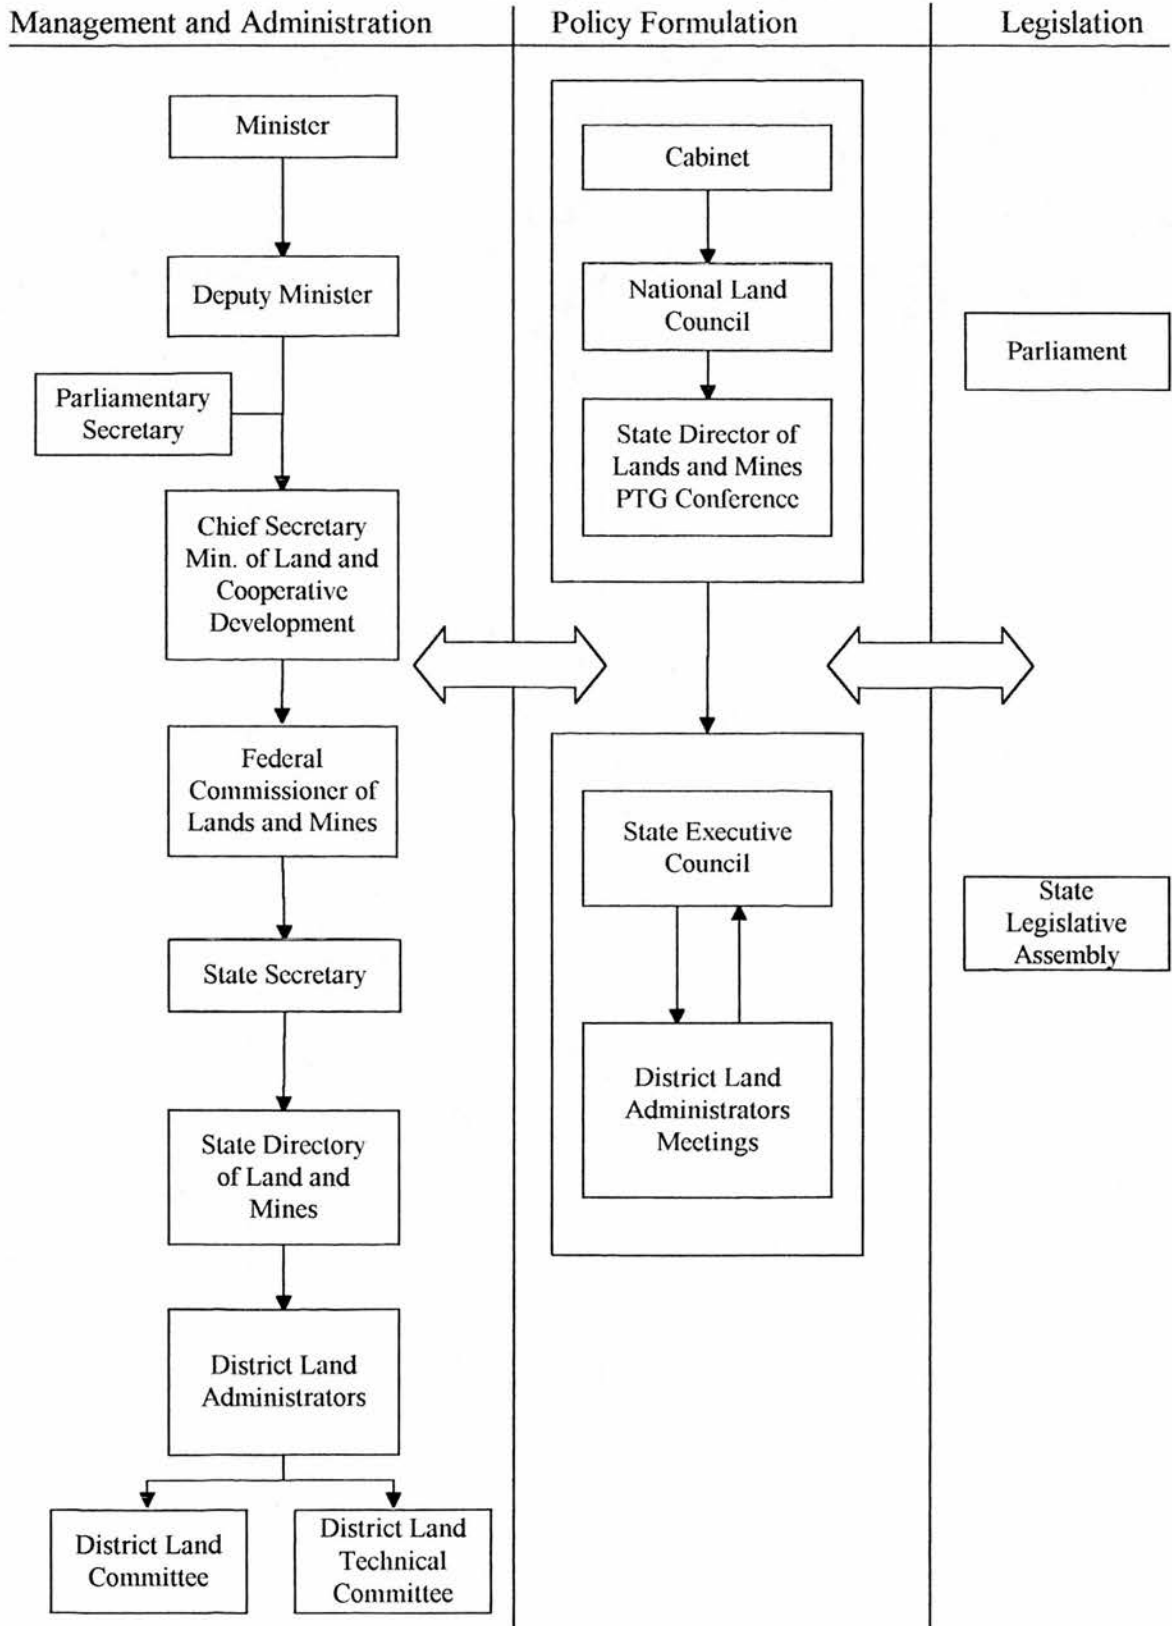 Management and Administration
Policy Formulation
Legislation
Minister
Deputy Minister
Parliamentary
Secretary
Chief Secretary
Min. of Land and
Cooperative
Development
Federal
Commissioner of
Lands and Mines
State Secretary
State Directory
of Land and
Mines
District Land
Administrators
District Land
Committee
District Land
Technical
Committee
Cabinet
National Land
Council
State Director of
Lands and Mines
PTG Conference
State Executive
Council
District Land
Administrators
Meetings
Parliament
State
Legislative
Assembly